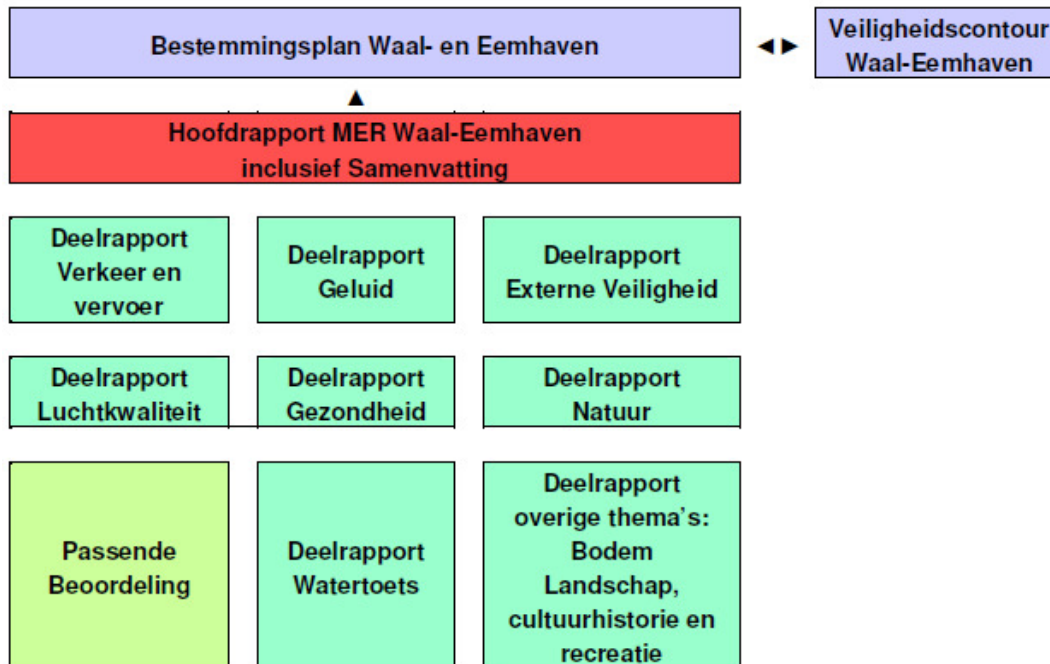 Bestemmingsplan Waal- en Eemhaven
◄►
Veiligheidscontour
Waal-Eemhaven
▲
Hoofdrapport MER Waal-Eemhaven
inclusief Samenvatting
Deelrapport
Verkeer en
vervoer
Deelrapport
Geluid
Deelrapport
Externe Veiligheid
Deelrapport
Luchtkwaliteit
Deelrapport
Gezondheid
Deelrapport
Natuur
Passende
Beoordeling
Deelrapport
Watertoets
Deelrapport
overige thema's:
Bodem
Landschap,
cultuurhistorie en
recreatie